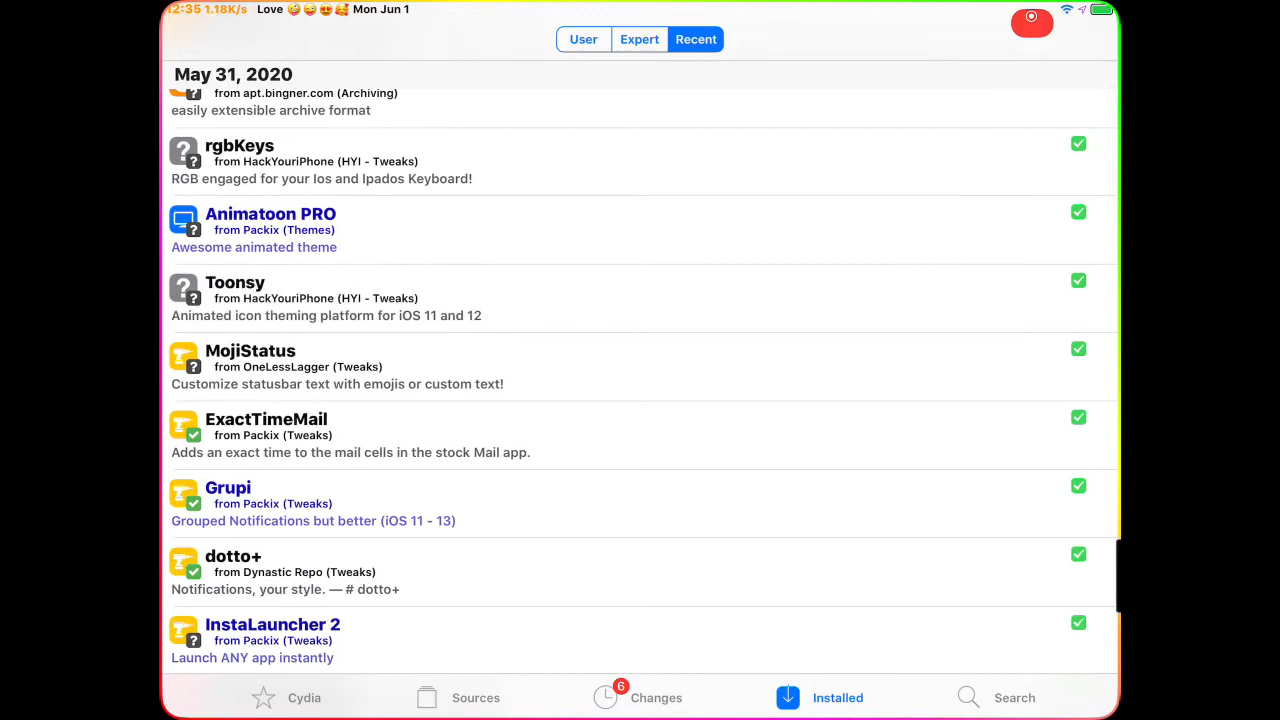 12:35 1.18K/s Love 🤪😜😍🥰 Mon Jun 1
User Expert Recent
May 31, 2020
from apt.bingner.com (Archiving)
easily extensible archive format
rgbKeys
from HackYouriPhone (HYI - Tweaks)
RGB engaged for your Ios and Ipados Keyboard!
Animatoon PRO
from Packix (Themes)
Awesome animated theme
Toonsy
from HackYouriPhone (HYI - Tweaks)
Animated icon theming platform for iOS 11 and 12
MojiStatus
from OneLessLagger (Tweaks)
Customize statusbar text with emojis or custom text!
ExactTimeMail
from Packix (Tweaks)
Adds an exact time to the mail cells in the stock Mail app.
Grupi
from Packix (Tweaks)
Grouped Notifications but better (iOS 11 - 13)
dotto+
from Dynastic Repo (Tweaks)
Notifications, your style. — # dotto+
InstaLauncher 2
from Packix (Tweaks)
Launch ANY app instantly
Cydia Sources 6 Changes Installed Search